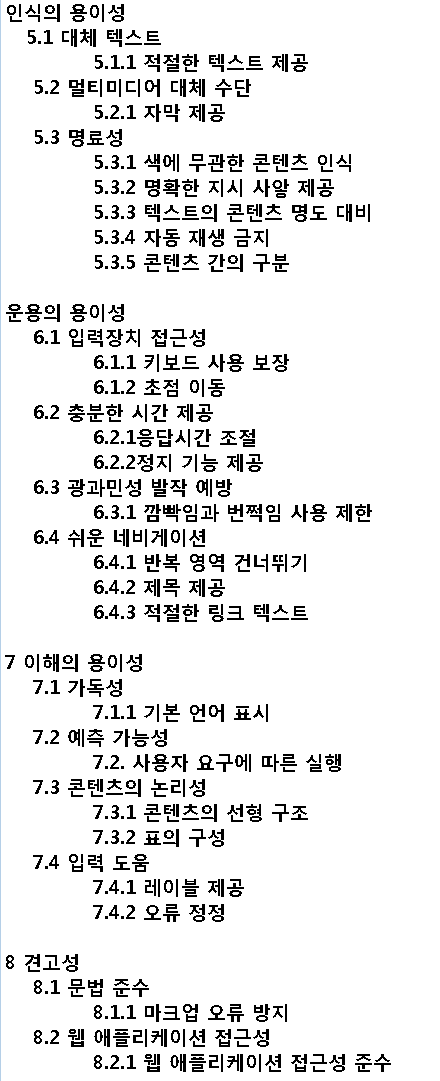 인식의 용이성
5.1 대체 텍스트
5.1.1 적절한 텍스트 제공
5.2 멀티미디어 대체 수단
5.2.1 자막 제공
5.3 명료성
5.3.1 색에 무관한 콘텐츠 인식
5.3.2 명확한 지시 사앟 제공
5.3.3 텍스트의 콘텐츠 명도 대비
5.3.4 자동 재생 금지
5.3.5 콘텐츠 간의 구분
운용의 용이성
6.1 입력장치 접근성
6.1.1 키보드 사용 보장
6.1.2 초점 이동
6.2 충분한 시간 제공
6.2.1응답시간 조절
6.2.2정지 기능 제공
6.3 광과민성 발작 예방
6.3.1 깜빡임과 번쩍임 사용 제한
6.4 쉬운 네비게이션
6.4.1 반복 영역 건너뛰기
6.4.2 제목 제공
6.4.3 적절한 링크 텍스트
7 이해의 용이성
7.1 가독성
7.1.1 기본 언어 표시
7.2 예측 가능성
7.2. 사용자 요구에 따른 실행
7.3 콘텐츠의 논리성
7.3.1 콘텐츠의 선형 구조
7.3.2 표의 구성
7.4 입력 도움
7.4.1 레이블 제공
7.4.2 오류 정정
8 견고성
8.1 문법 준수
8.1.1 마크업 오류 방지
8.2 웹 애플리케이션 접근성
8.2.1 웹 애플리케이션 접근성 준수